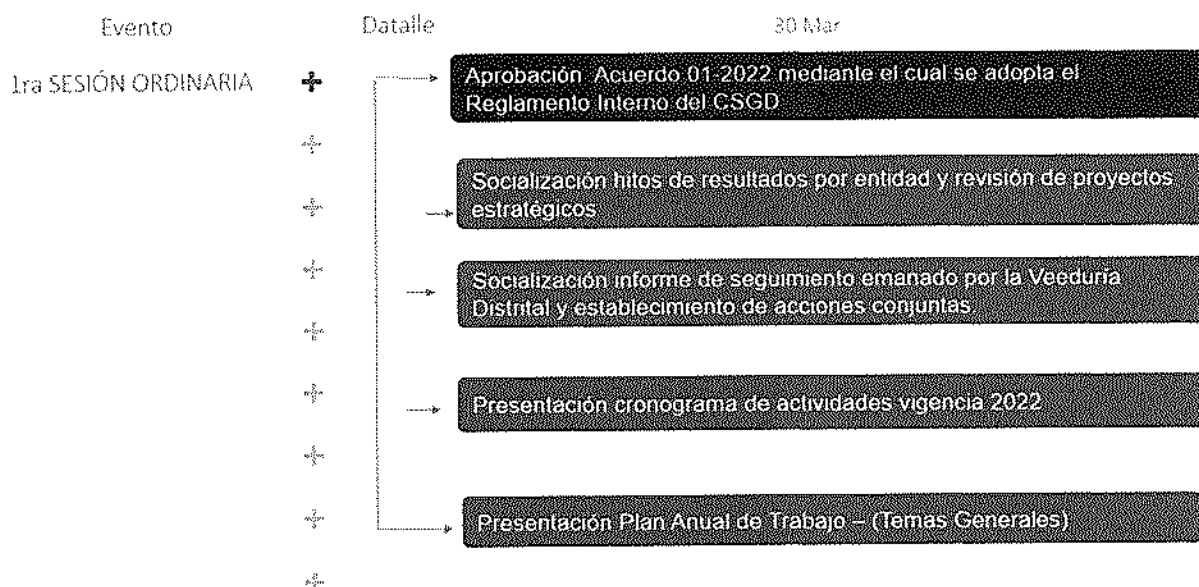 Evento Datalle 30 Mar
1ra SESIÓN ORDINARIA
Aprobación Acuerdo 01-2022 mediante el cual se adopta el
Reglamento Interno del CSGD
Socialización hitos de resultados por entidad y revisión de proyectos
estratégicos
Socialización informe de seguimiento emanado por la Veeduría
Distrital y establecimiento de acciones conjuntas
Presentación cronograma de actividades vigencia 2022
Presentación Plan Anual de Trabajo – (Temas Generales)